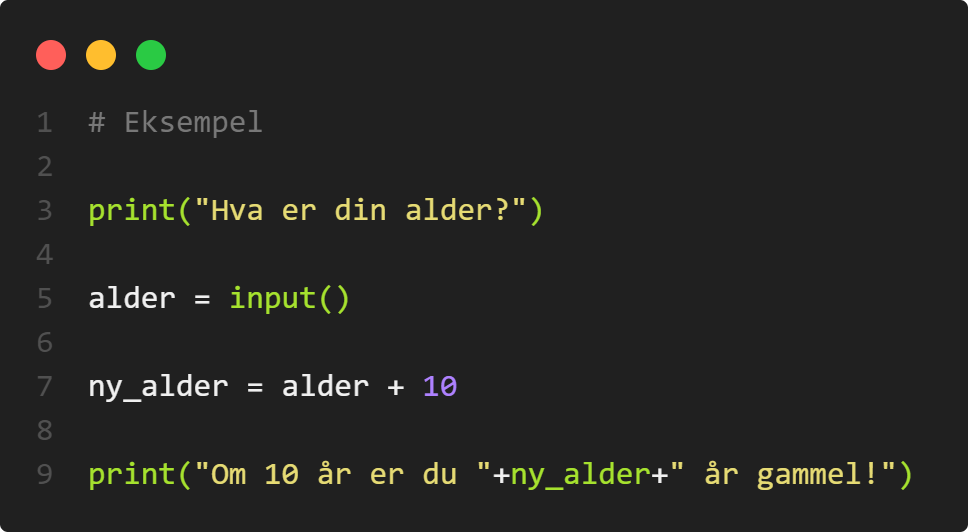 1 # Eksempel
2
3 print("Hva er din alder?")
4
5 alder = input()
6
7 ny_alder = alder + 10
8
9 print("Om 10 år er du "+ny_alder+" år gammel!")